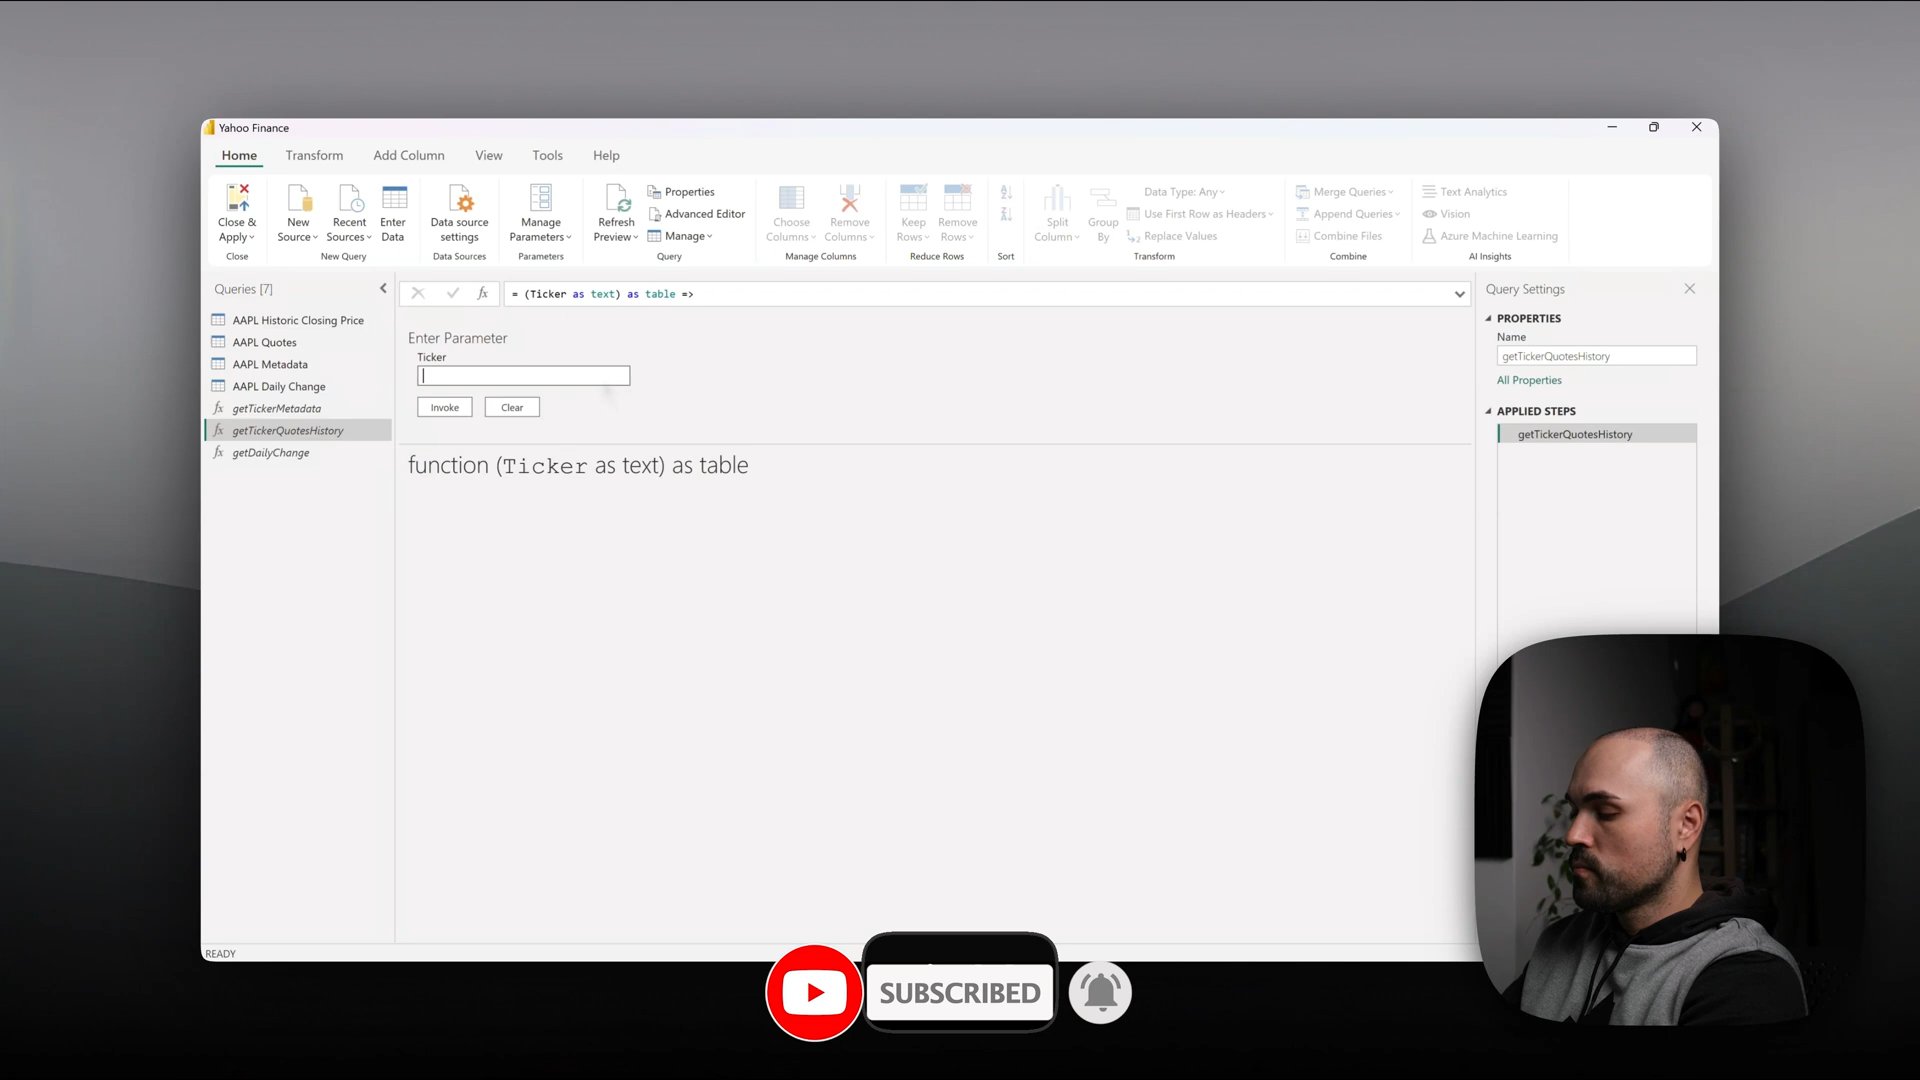 Yahoo Finance
Home Transform Add Column View Tools Help
Close & Apply
New Source
Recent Sources
Enter Data
Data source settings
Manage Parameters
Refresh Preview
Properties
Advanced Editor
Manage
Choose Columns
Remove Columns
Keep Rows
Remove Rows
Split Column
Group By
Data Type: Any
Use First Row as Headers
Replace Values
Merge Queries
Append Queries
Combine Files
Text Analytics
Vision
Azure Machine Learning
Close New Query Data Sources Parameters Query Manage Columns Reduce Rows Sort Transform Combine AI Insights
Queries [7]
AAPL Historic Closing Price
AAPL Quotes
AAPL Metadata
AAPL Daily Change
fx getTickerMetadata
fx getTickerQuotesHistory
fx getDailyChange
fx = (Ticker as text) as table =>
Enter Parameter
Ticker
Invoke Clear
function (Ticker as text) as table
Query Settings
PROPERTIES
Name
getTickerQuotesHistory
All Properties
APPLIED STEPS
getTickerQuotesHistory
READY
SUBSCRIBED